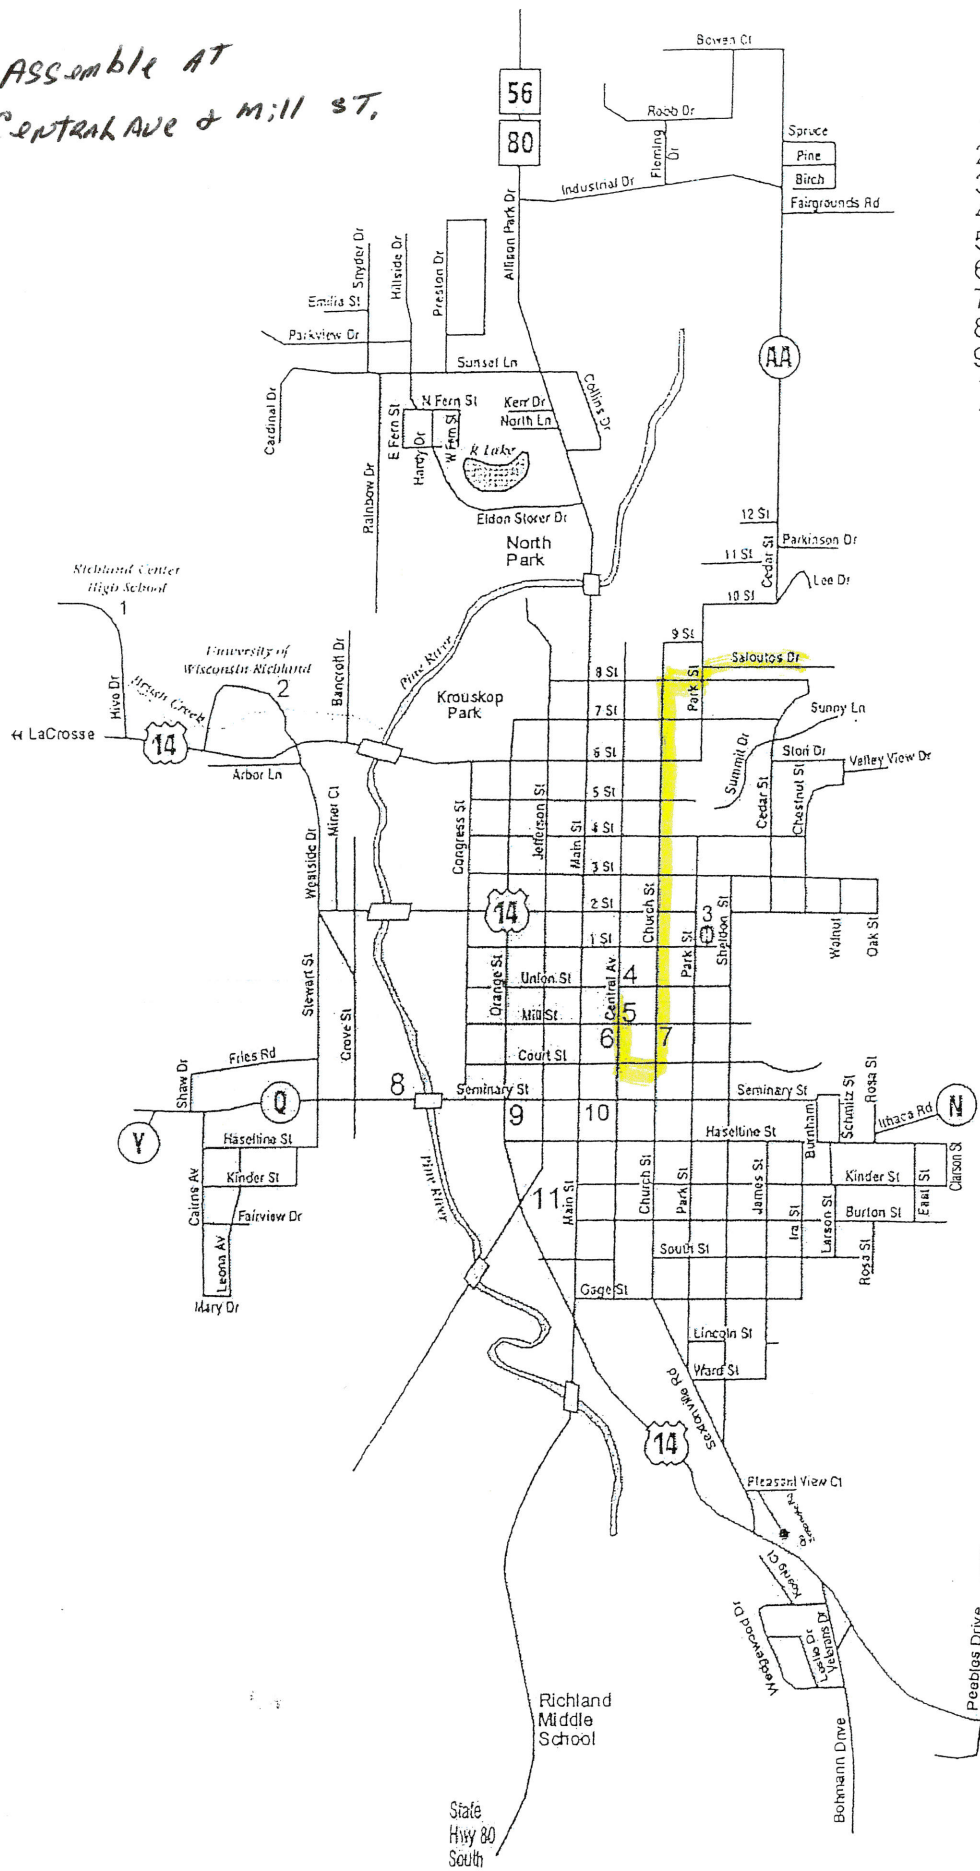 Assemble AT
Central Ave & Mill ST.
56
80
Bowen Ct
Robb Dr
Fleming Dr
Industrial Dr
Spruce
Pine
Birch
Fairgrounds Rd
Allison Park Dr
Snyder Dr
Hillside Dr
Preston Dr
Emilia St
Parkview Dr
Sunset Ln
AA
Cardinal Dr
N Fern St
E Fern St
W Fern St
Hardy Dr
Kerr Dr
North Ln
Collins Dr
R Lake
Rainbow Dr
Eldon Storer Dr
North
Park
12 St
11 St
Cedar St
Parkinson Dr
Lee Dr
10 St
Richland Center
High School
1
University of
Wisconsin-Richland
2
Bancroft Dr
Pine River
Krouskop
Park
9 St
8 St
Park St
Saloutos Dr
7 St
Sunny Ln
Hive Dr
Brush Creek
LaCrosse
14
Arbor Ln
6 St
Summit Dr
Stori Dr
Valley View Dr
Minor Ct
Westside Dr
Congress St
Jefferson St
Main St
5 St
4 St
Cedar St
Chestnut St
3 St
14
2 St
Church St
3
Sheldon St
Walnut
Oak St
1 St
Park St
Stewart St
Grove St
Orange St
Union St
Central Av
4
Mill St
5
6
7
Court St
Fries Rd
Shaw Dr
Q
8
Seminary St
Seminary St
Schmitz St
Rosa St
Ithaca Rd
N
Y
9
10
Haseltine St
Haseltine St
Burnham
Cairns Av
Kinder St
Pine River
11
Main St
Church St
Park St
James St
Kinder St
East St
Clarson St
Fairview Dr
Leona Av
Ira St
Larson St
Burton St
South St
Rosa St
Mary Dr
Gage St
Lincoln St
Ward St
Sextonville Rd
14
Pleasant View Ct
Wedgewood Dr
Veterans Dr
Richland
Middle
School
Bohmann Drive
Peebles Drive
State
Hwy 80
South